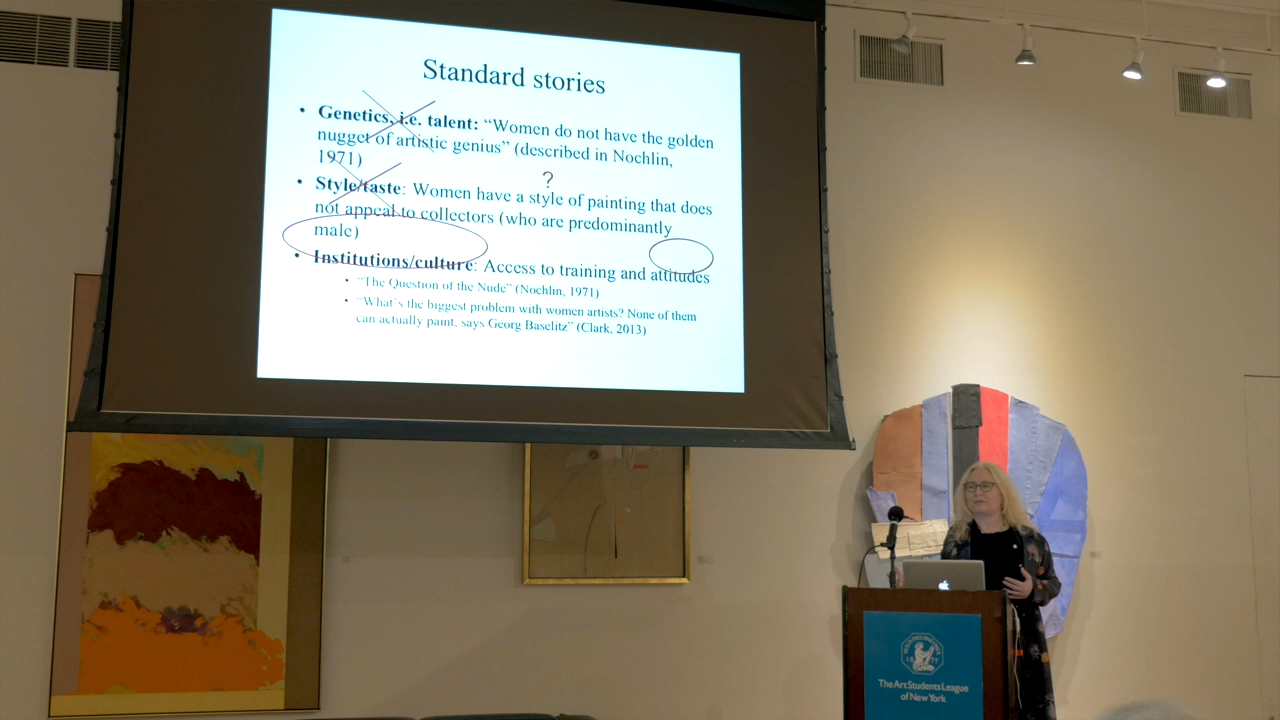 Standard stories
• Genetics, i.e. talent: “Women do not have the golden
nugget of artistic genius” (described in Nochlin,
1971)
?
• Style/taste: Women have a style of painting that does
not appeal to collectors (who are predominantly
male)
• Institutions/culture: Access to training and attitudes
• “The Question of the Nude” (Nochlin, 1971)
• “What’s the biggest problem with women artists? None of them
can actually paint, says Georg Baselitz” (Clark, 2013)
The Art Students League
of New York